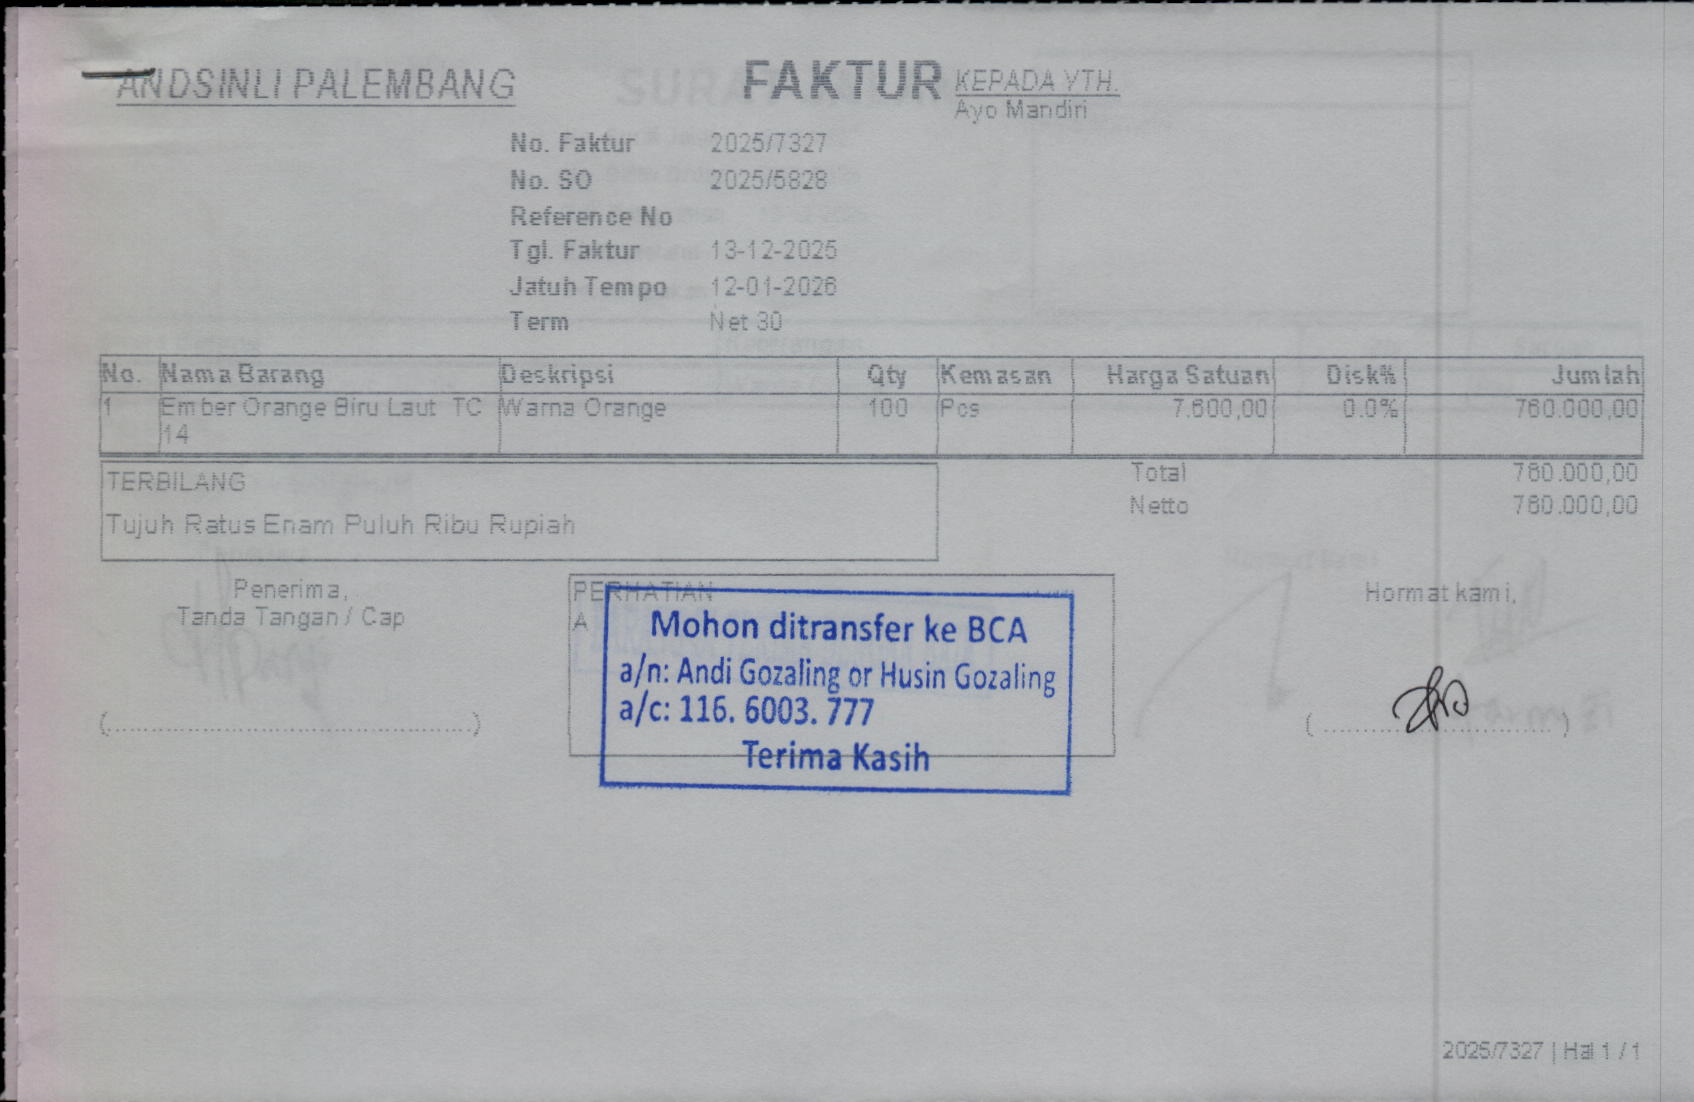 ANDSINLI PALEMBANG
FAKTUR
KEPADA YTH.
Ayo Mandiri
No. Faktur 2025/7327
No. SO 2025/5828
Reference No
Tgl. Faktur 13-12-2025
Jatuh Tempo 12-01-2026
Term Net 30
No. Nama Barang Deskripsi Qty Kemasan Harga Satuan Disk% Jumlah
1 Ember Orange Biru Laut TC Warna Orange 100 Pcs 7.600,00 0.0% 760.000,00
14
TERBILANG Total 760.000,00
Netto 760.000,00
Tujuh Ratus Enam Puluh Ribu Rupiah
Penerima,
Tanda Tangan / Cap
PERHATIAN
A
Mohon ditransfer ke BCA
a/n: Andi Gozaling or Husin Gozaling
a/c: 116. 6003. 777
Terima Kasih
Hormat kami,
2025/7327 | Hal 1 / 1